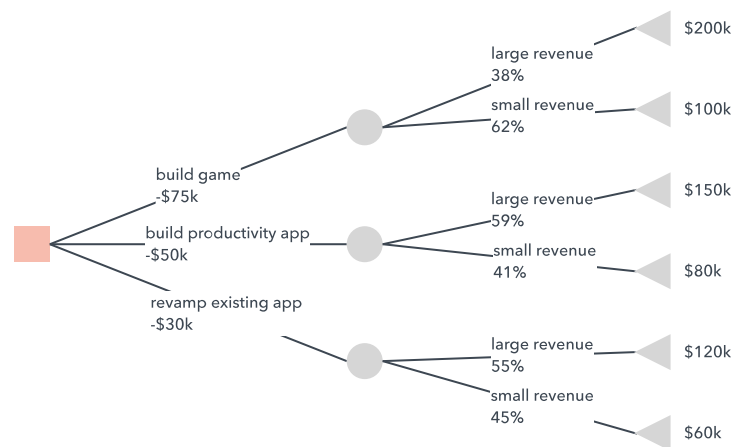 $200k
large revenue
38%
small revenue
62%
$100k
build game
-$75k
large revenue
59%
$150k
build productivity app
-$50k
small revenue
41%
$80k
revamp existing app
-$30k
large revenue
55%
$120k
small revenue
45%
$60k